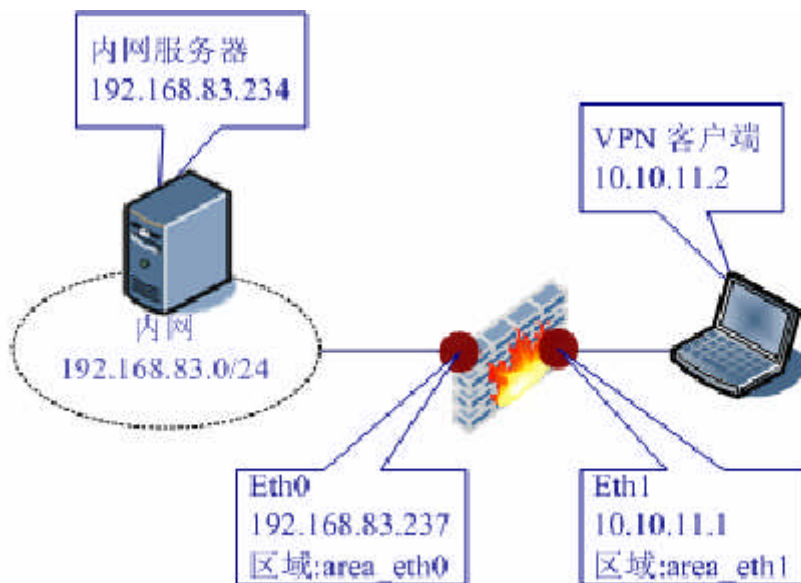 内网服务器
192.168.83.234
VPN 客户端
10.10.11.2
内网
192.168.83.0/24
Eth0
192.168.83.237
区域:area_eth0
Eth1
10.10.11.1
区域:area_eth1